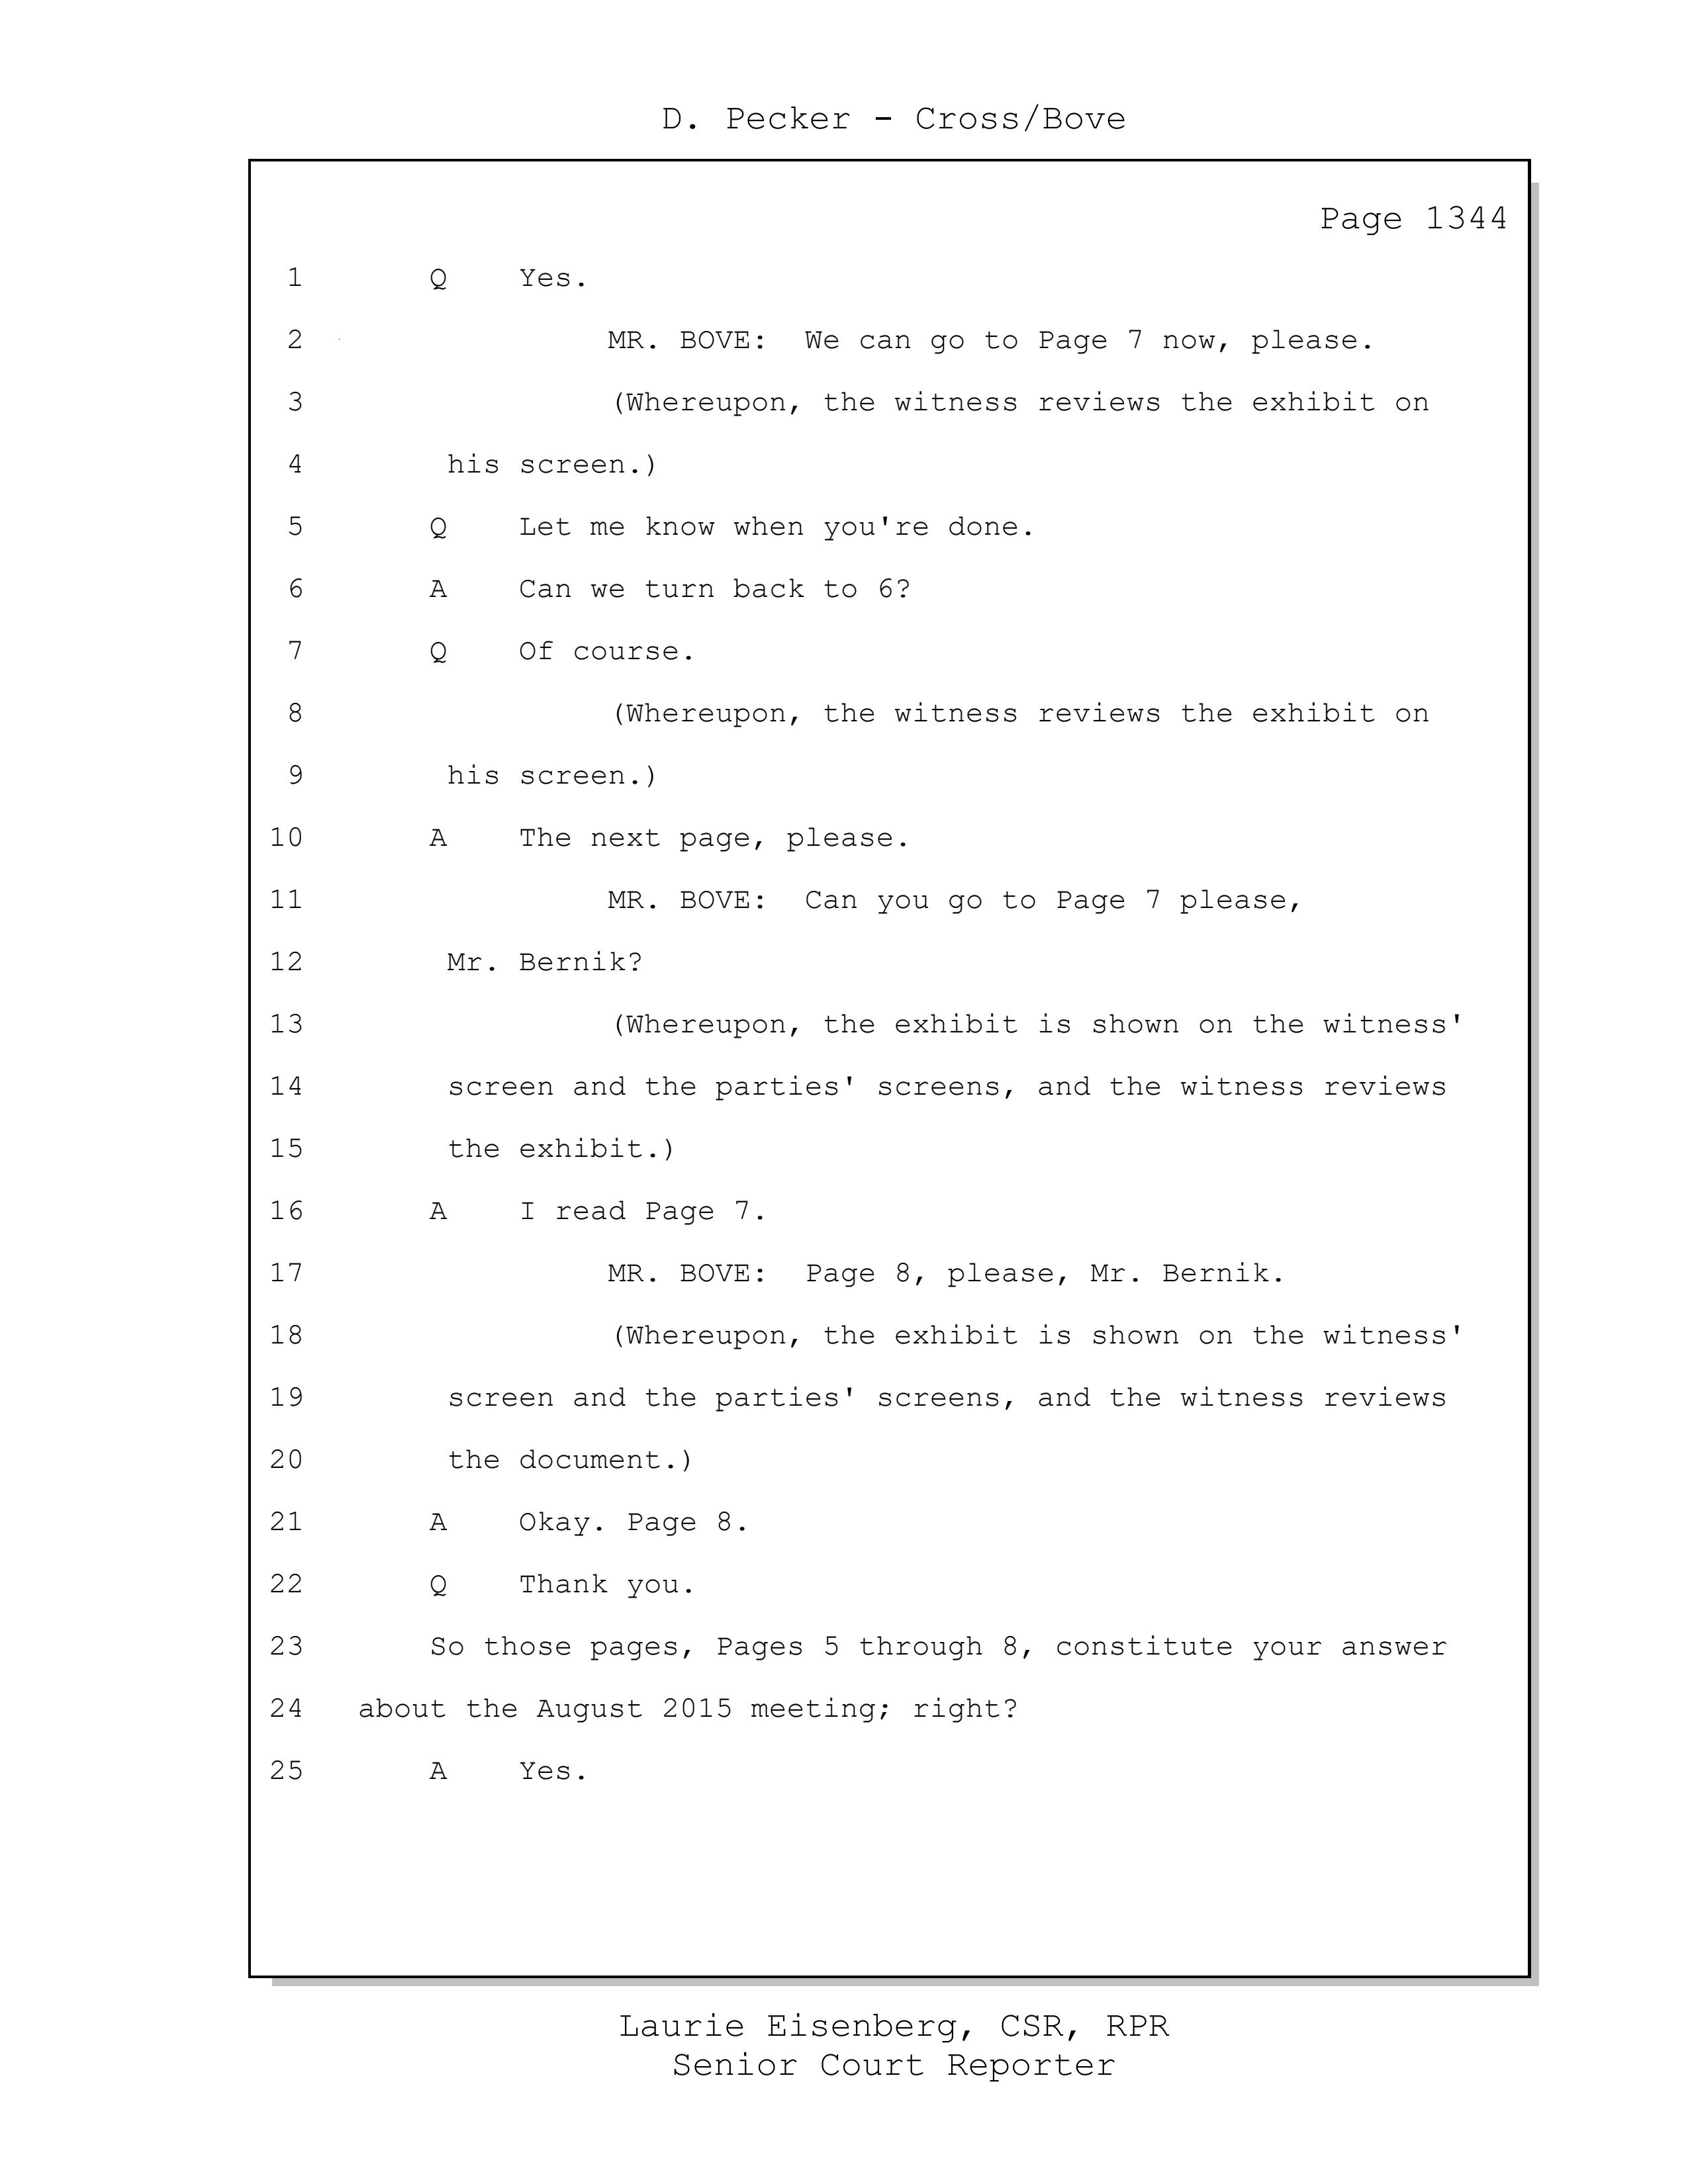 D. Pecker - Cross/Bove
Page 1344
1 Q Yes.
2 MR. BOVE: We can go to Page 7 now, please.
3 (Whereupon, the witness reviews the exhibit on
4 his screen.)
5 Q Let me know when you're done.
6 A Can we turn back to 6?
7 Q Of course.
8 (Whereupon, the witness reviews the exhibit on
9 his screen.)
10 A The next page, please.
11 MR. BOVE: Can you go to Page 7 please,
12 Mr. Bernik?
13 (Whereupon, the exhibit is shown on the witness'
14 screen and the parties' screens, and the witness reviews
15 the exhibit.)
16 A I read Page 7.
17 MR. BOVE: Page 8, please, Mr. Bernik.
18 (Whereupon, the exhibit is shown on the witness'
19 screen and the parties' screens, and the witness reviews
20 the document.)
21 A Okay. Page 8.
22 Q Thank you.
23 So those pages, Pages 5 through 8, constitute your answer
24 about the August 2015 meeting; right?
25 A Yes.
Laurie Eisenberg, CSR, RPR
Senior Court Reporter